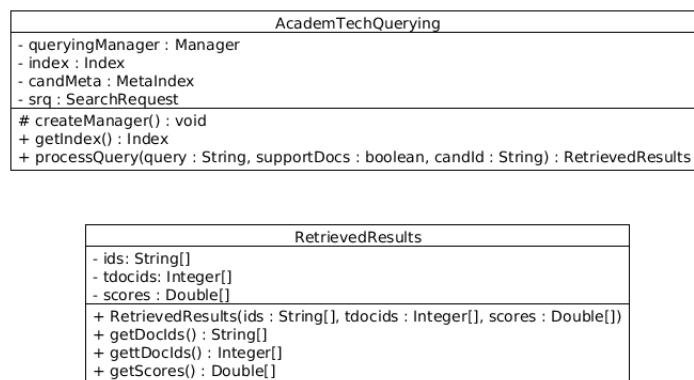 AcademTechQuerying
- queryingManager : Manager
- index : Index
- candMeta : MetaIndex
- srq : SearchRequest
# createManager() : void
+ getIndex() : Index
+ processQuery(query : String, supportDocs : boolean, candId : String) : RetrievedResults
RetrievedResults
- ids: String[]
- tdocids: Integer[]
- scores : Double[]
+ RetrievedResults(ids : String[], tdocids : Integer[], scores : Double[])
+ getDocIds() : String[]
+ gettDocIds() : Integer[]
+ getScores() : Double[]